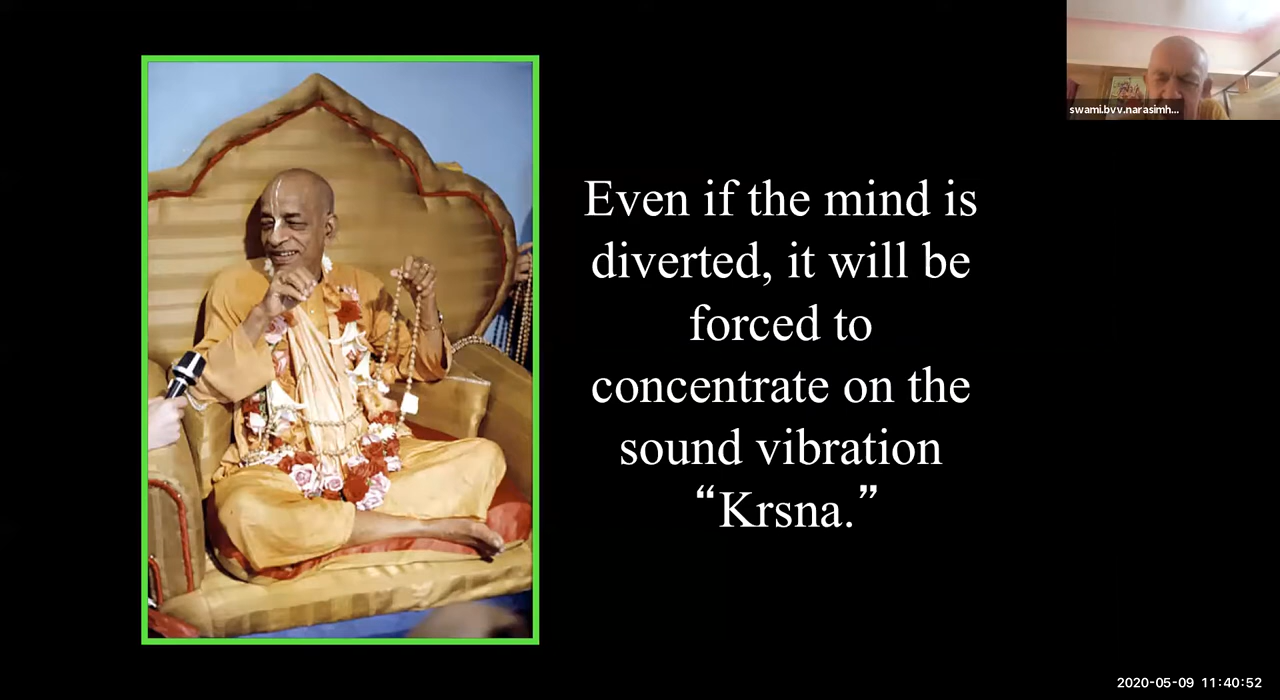 swami.bvv.narasimh...
Even if the mind is
diverted, it will be
forced to
concentrate on the
sound vibration
“Krsna.”
2020-05-09 11:40:52